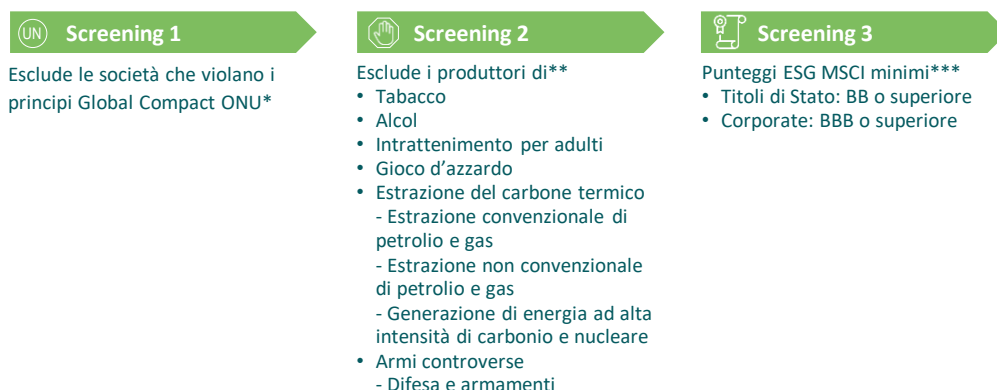 UN Screening 1
Esclude le società che violano i
principi Global Compact ONU*
Screening 2
Esclude i produttori di**
• Tabacco
• Alcol
• Intrattenimento per adulti
• Gioco d'azzardo
• Estrazione del carbone termico
- Estrazione convenzionale di
petrolio e gas
- Estrazione non convenzionale
di petrolio e gas
- Generazione di energia ad alta
intensità di carbonio e nucleare
• Armi controverse
- Difesa e armamenti
Screening 3
Punteggi ESG MSCI minimi***
• Titoli di Stato: BB o superiore
• Corporate: BBB o superiore